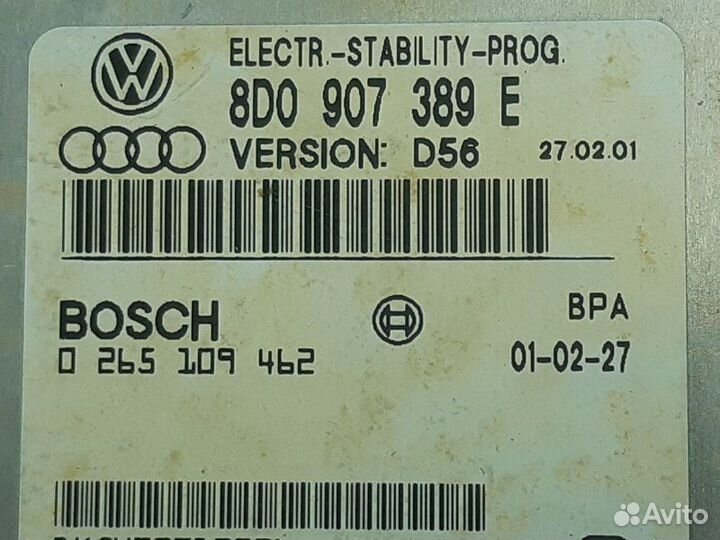 ELECTR.-STABILITY-PROG.
8D0 907 389 E
VERSION: D56 27.02.01
BOSCH BPA
0 265 109 462 01-02-27
Avito